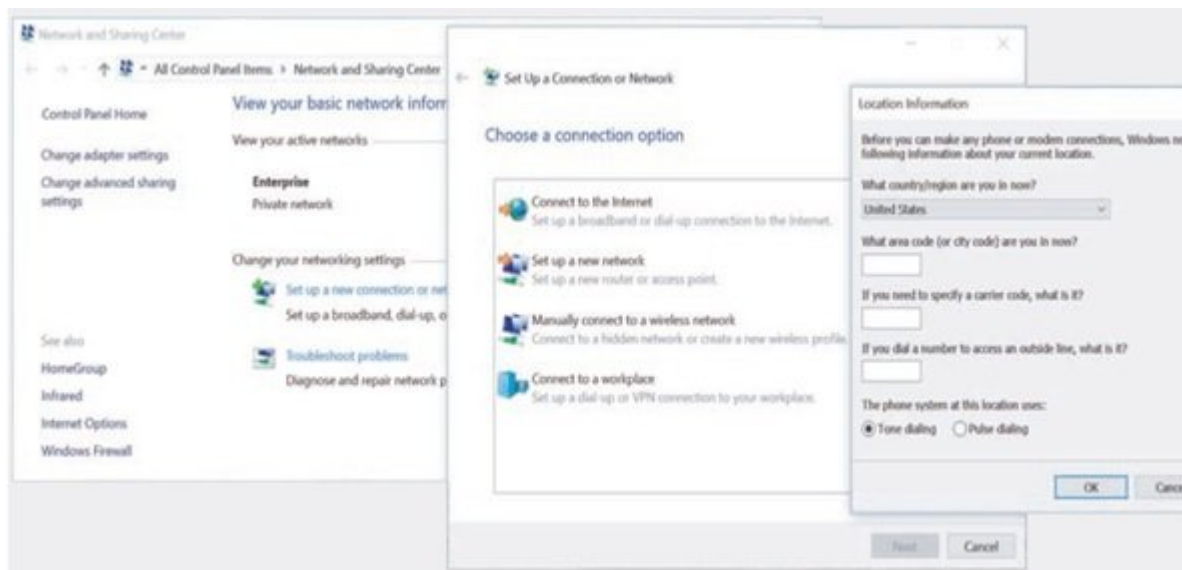 Network and Sharing Center
All Control Panel Items > Network and Sharing Center
Control Panel Home
Change adapter settings
Change advanced sharing
settings
See also
HomeGroup
Infrared
Internet Options
Windows Firewall
View your basic network infor
View your active networks
Enterprise
Private network
Change your networking settings
Set up a new connection or net
Set up a broadband, dial-up, o
Troubleshoot problems
Diagnose and repair network p
Set Up a Connection or Network
Choose a connection option
Connect to the Internet
Set up a broadband or dial-up connection to the Internet.
Set up a new network
Set up a new router or access point.
Manually connect to a wireless network
Connect to a hidden network or create a new wireless profile.
Connect to a workplace
Set up a dial-up or VPN connection to your workplace.
Next
Cancel
Location Information
Before you can make any phone or modem connections, Windows ne
following information about your current location.
What country/region are you in now?
United States
What area code (or city code) are you in now?
If you need to specify a carrier code, what is it?
If you dial a number to access an outside line, what is it?
The phone system at this location uses:
Tone dialing
Pulse dialing
OK
Cance